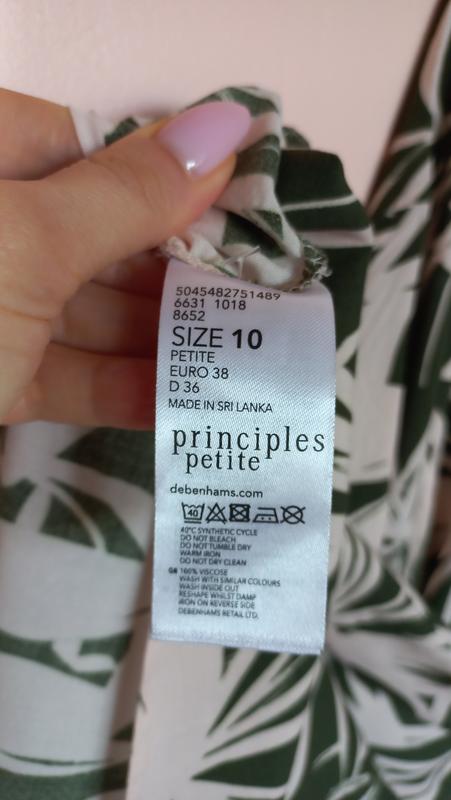 5045482751489
6631 1018
8652
SIZE 10
PETITE
EURO 38
D 36
MADE IN SRI LANKA
principles
petite
debenhams.com
40
40°C SYNTHETIC CYCLE
DO NOT BLEACH
DO NOT TUMBLE DRY
WARM IRON
DO NOT DRY CLEAN
GB 100% VISCOSE
WASH WITH SIMILAR COLOURS
WASH INSIDE OUT
RESHAPE WHILST DAMP
IRON ON REVERSE SIDE
DEBENHAMS RETAIL LTD.